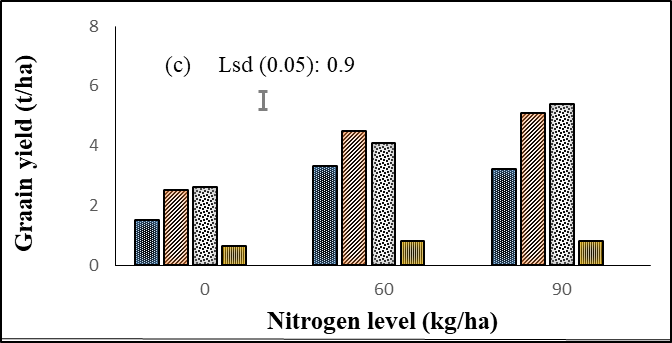 8
(c) Lsd (0.05): 0.9
6
4
2
0
Graain yield (t/ha)
0 60 90
Nitrogen level (kg/ha)